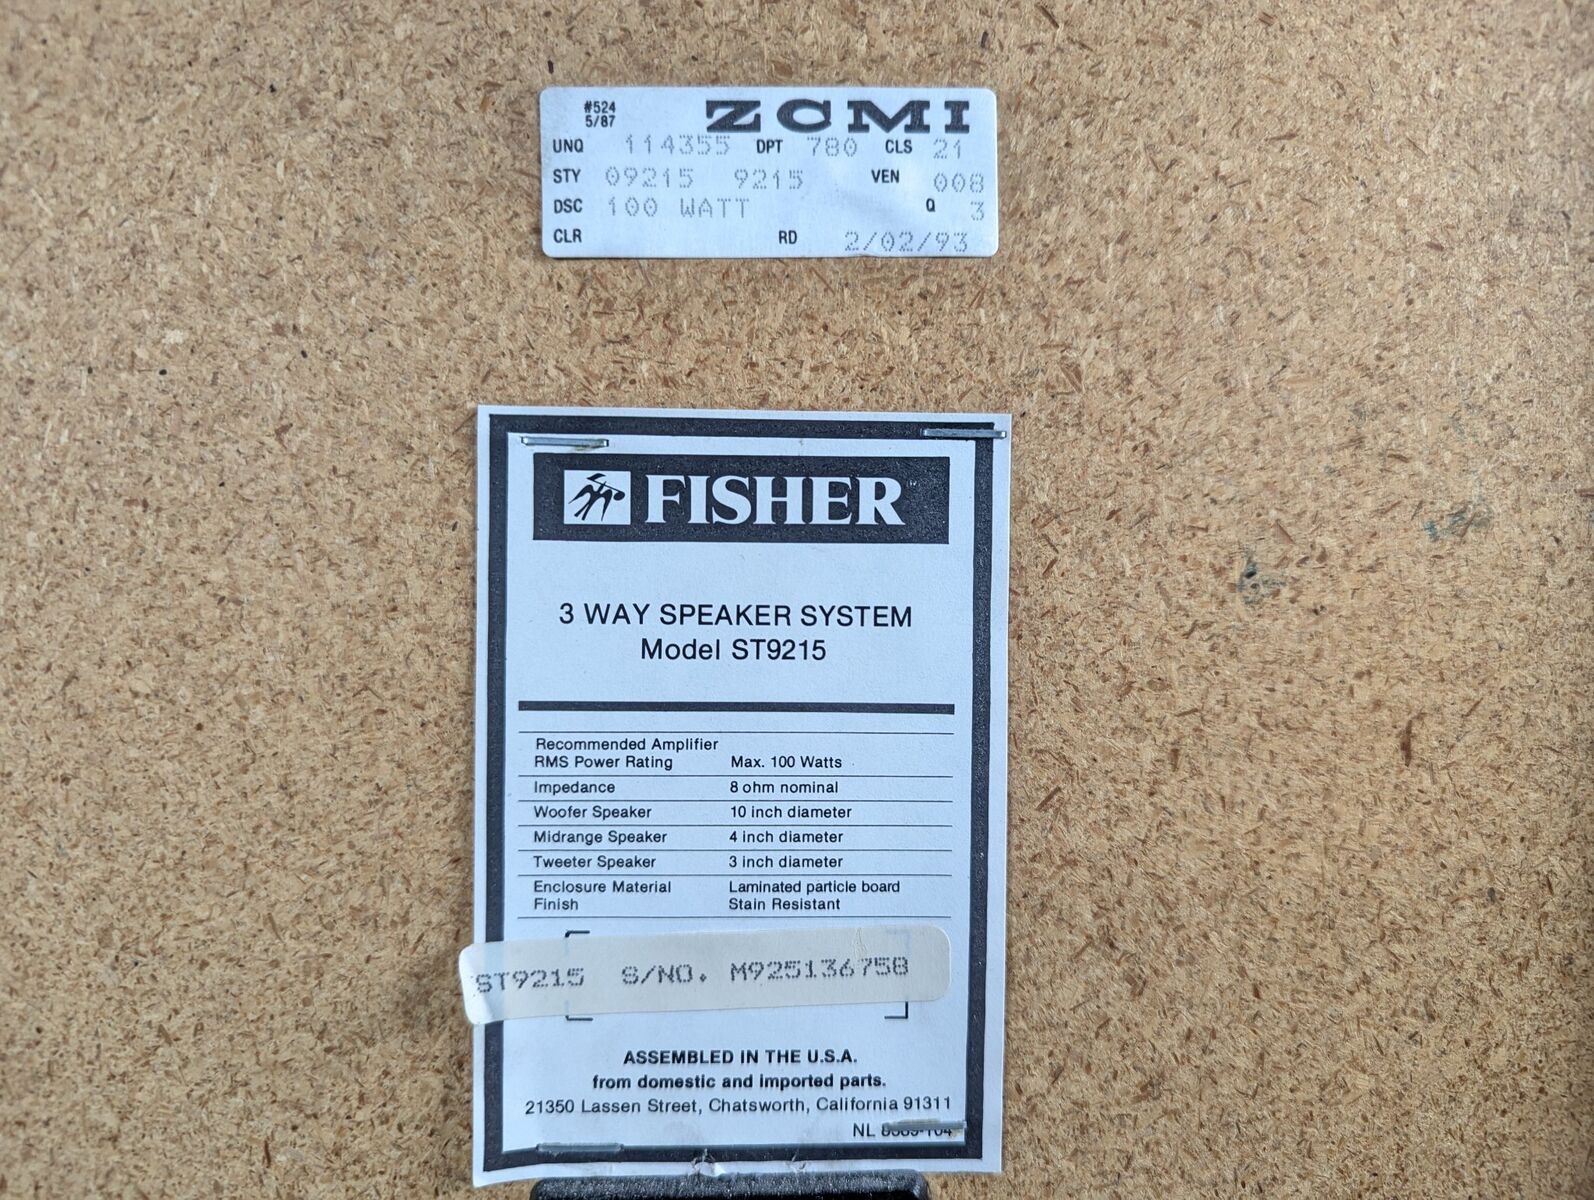 #524 ZCMI
5/87
UNQ 114355 DPT 780 CLS 21
STY 09215 9215 VEN 008
DSC 100 WATT Q 3
CLR RD 2/02/93
FISHER
3 WAY SPEAKER SYSTEM
Model ST9215
Recommended Amplifier
RMS Power Rating Max. 100 Watts
Impedance 8 ohm nominal
Woofer Speaker 10 inch diameter
Midrange Speaker 4 inch diameter
Tweeter Speaker 3 inch diameter
Enclosure Material Laminated particle board
Finish Stain Resistant
ST9215 S/NO. M925136758
ASSEMBLED IN THE U.S.A.
from domestic and imported parts.
21350 Lassen Street, Chatsworth, California 91311
NL